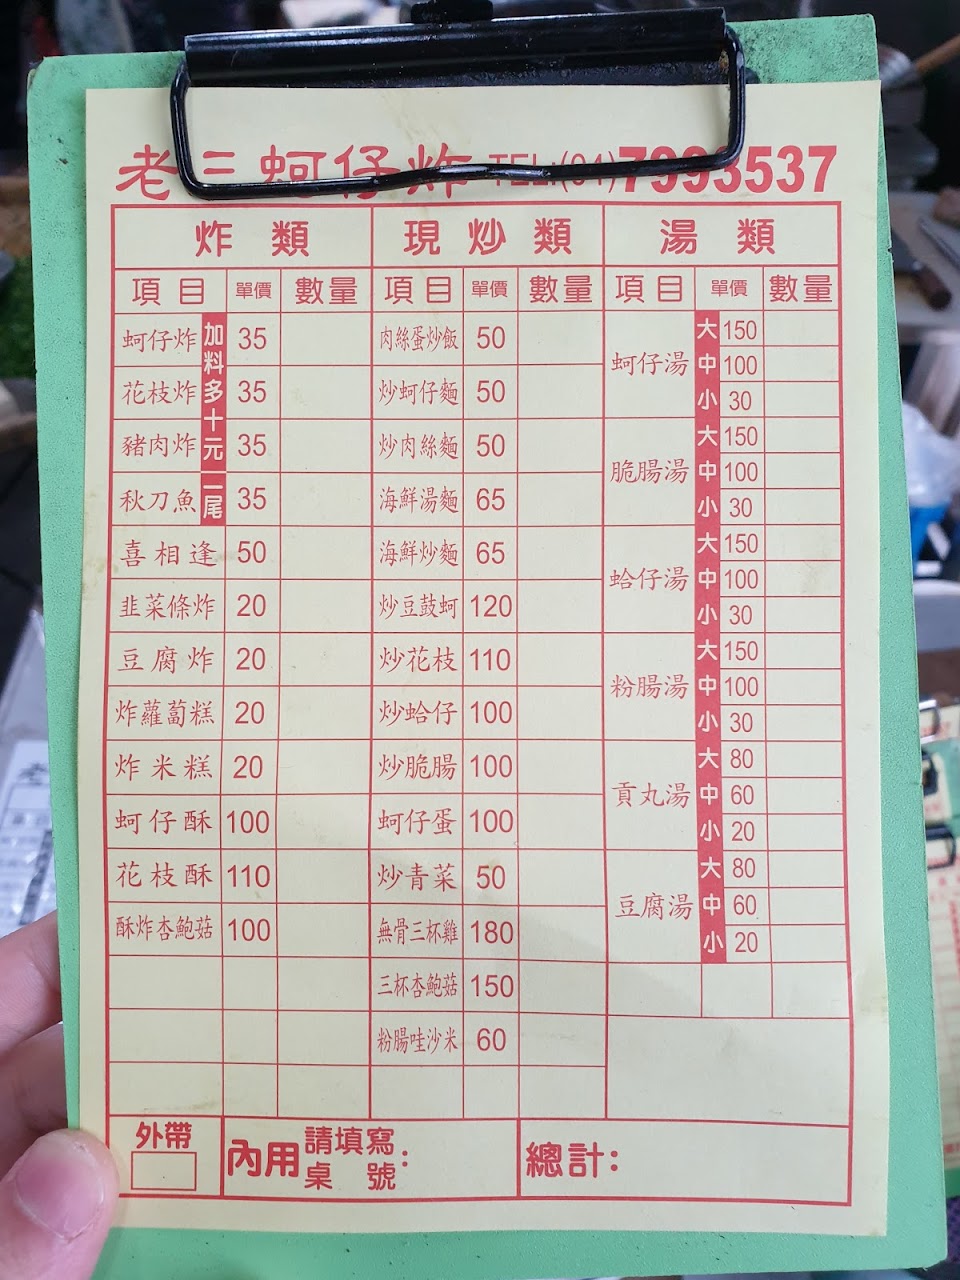 老三蚵仔炸 TEL:(04)7993537
炸類 現炒類 湯類
項目 單價 數量 項目 單價 數量 項目 單價 數量
加料多十元
一尾
蚵仔炸 35
花枝炸 35
豬肉炸 35
秋刀魚 35
喜相逢 50
韭菜條炸 20
豆腐炸 20
炸蘿蔔糕 20
炸米糕 20
蚵仔酥 100
花枝酥 110
酥炸杏鮑菇 100
肉絲蛋炒飯 50
炒蚵仔麵 50
炒肉絲麵 50
海鮮湯麵 65
海鮮炒麵 65
炒豆鼓蚵 120
炒花枝 110
炒蛤仔 100
炒脆腸 100
蚵仔蛋 100
炒青菜 50
無骨三杯雞 180
三杯杏鮑菇 150
粉腸哇沙米 60
蚵仔湯
大 150
中 100
小 30
脆腸湯
大 150
中 100
小 30
蛤仔湯
大 150
中 100
小 30
粉腸湯
大 150
中 100
小 30
貢丸湯
大 80
中 60
小 20
豆腐湯
大 80
中 60
小 20
外帶
內用 請填寫桌號:
總計: